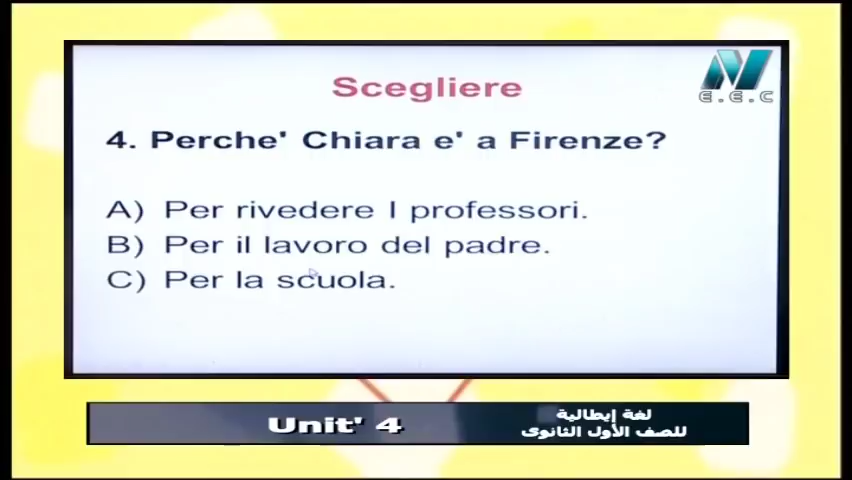 Scegliere
E.E.C
4. Perche' Chiara e' a Firenze?
A) Per rivedere I professori.
B) Per il lavoro del padre.
C) Per la scuola.
Unit' 4
لغة إيطالية
للصف الأول الثانوى